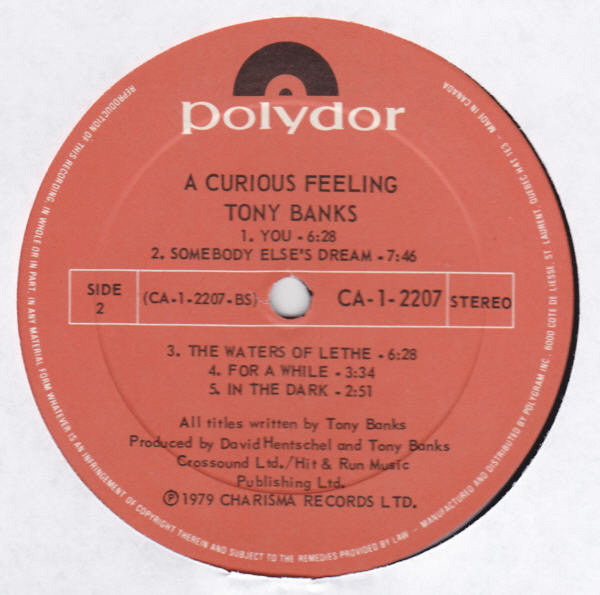 polydor
A CURIOUS FEELING
TONY BANKS
1. YOU - 6:28
2. SOMEBODY ELSE'S DREAM - 7:46
SIDE
2
(CA-1-2207-BS)
CA-1-2207
STEREO
3. THE WATERS OF LETHE - 6:28
4. FOR A WHILE - 3:34
5. IN THE DARK - 2:51
All titles written by Tony Banks
Produced by David Hentschel and Tony Banks
Crossound Ltd./Hit & Run Music
Publishing Ltd.
Ⓟ1979 CHARISMA RECORDS LTD.
REPRODUCTION OF THIS RECORDING, IN WHOLE OR IN PART, IN ANY MATERIAL FORM WHATEVER IS AN INFRINGEMENT OF COPYRIGHT THEREIN AND SUBJECT TO THE REMEDIES PROVIDED BY LAW – MANUFACTURED AND DISTRIBUTED BY POLYGRAM INC. 6000 COTE DE LIESSE, ST LAURENT QUEBEC H4T 1E3 – MADE IN CANADA